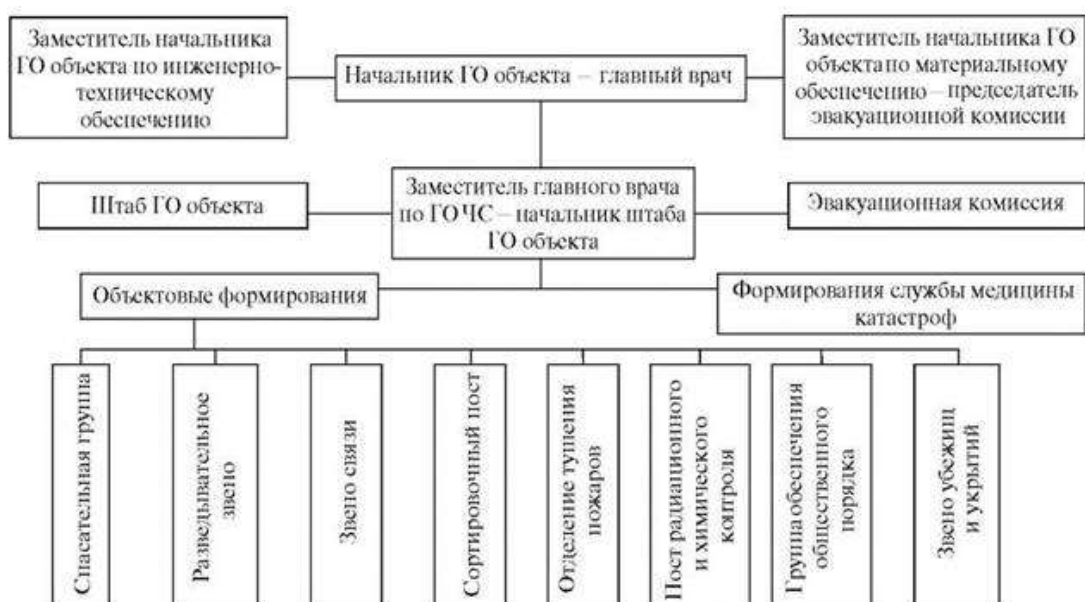 Заместитель начальника
ГО объекта по инженерно-
техническому
обеспечению
Начальник ГО объекта – главный врач
Заместитель начальника ГО
объекта по материальному
обеспечению – председатель
эвакуационной комиссии
Штаб ГО объекта
Заместитель главного врача
по ГОЧС – начальник штаба
ГО объекта
Эвакуационная комиссия
Объектовые формирования
Формирования службы медицины
катастроф
Спасательная группа
Разведывательное
звено
Звено связи
Сортировочный пост
Отделение тушения
пожаров
Пост радиационного
и химического
контроля
Группа обеспечения
общественного
порядка
Звено убежищ
и укрытий